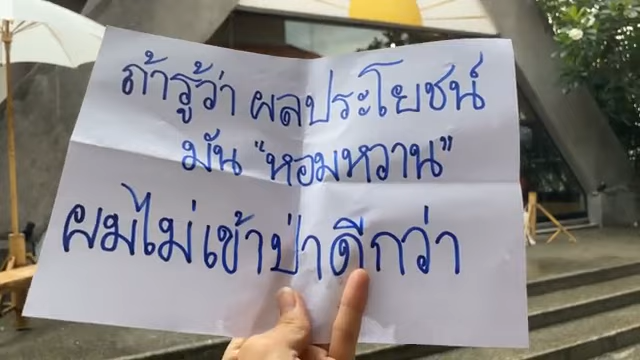 ถ้ารู้ว่า ผลประโยชน์
มัน "หอมหวาน"
ผมไม่เข้าป่าดีกว่า